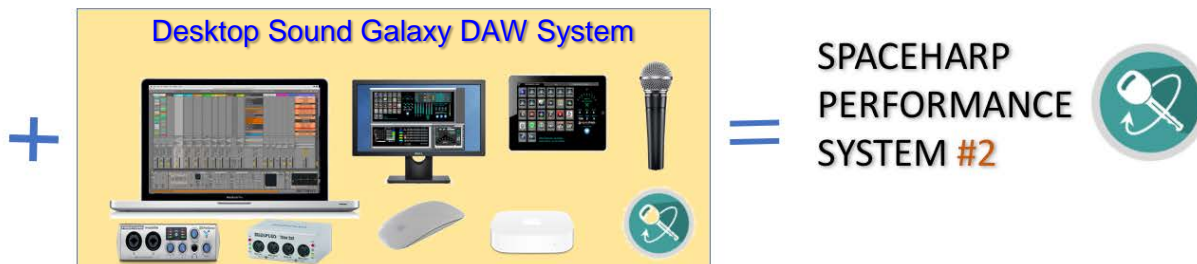 +
Desktop Sound Galaxy DAW System
=
SPACEHARP
PERFORMANCE
SYSTEM #2